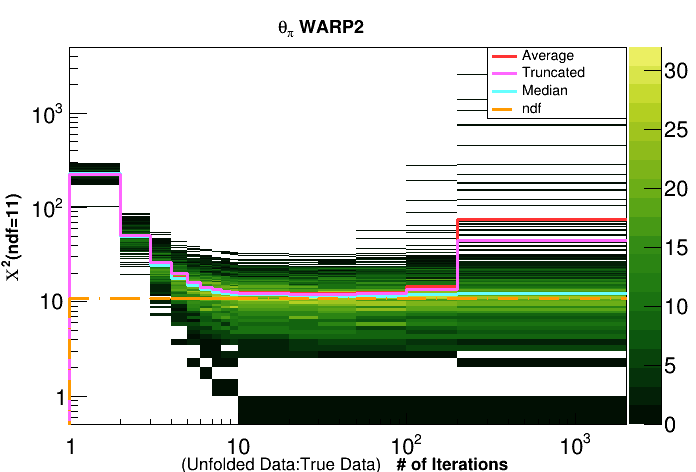 θπ WARP2
Average
Truncated
Median
ndf
χ2(ndf=11)
103
102
10
1
30
25
20
15
10
5
0
1
10
102
103
(Unfolded Data:True Data) # of Iterations